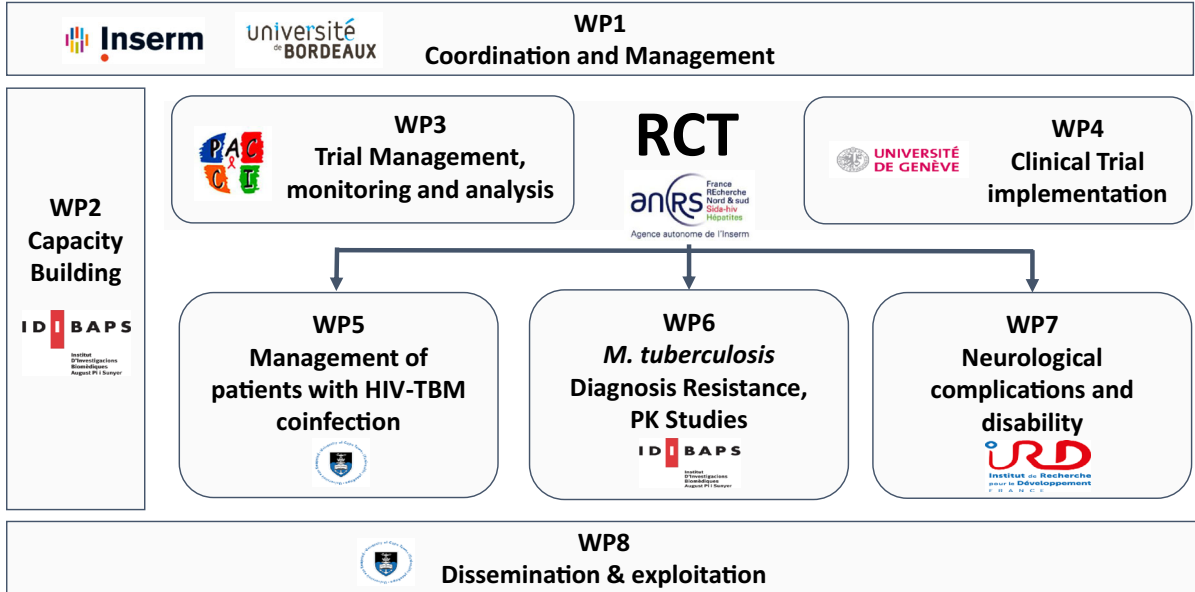 Inserm
université
de BORDEAUX
WP1
Coordination and Management
WP2
Capacity
Building
IDIBAPS
Institut
D'Investigacions
Biomèdiques
August Pi i Sunyer
PAC
CI
WP3
Trial Management,
monitoring and analysis
RCT
anRS
France
REcherche
Nord & sud
Sida-hiv
Hépatites
Agence autonome de l'Inserm
UNIVERSITÉ
DE GENÈVE
WP4
Clinical Trial
implementation
WP5
Management of
patients with HIV-TBM
coinfection
WP6
M. tuberculosis
Diagnosis Resistance,
PK Studies
IDIBAPS
Institut
D'Investigacions
Biomèdiques
August Pi i Sunyer
WP7
Neurological
complications and
disability
iRD
Institut de Recherche
pour le Développement
FRANCE
WP8
Dissemination & exploitation